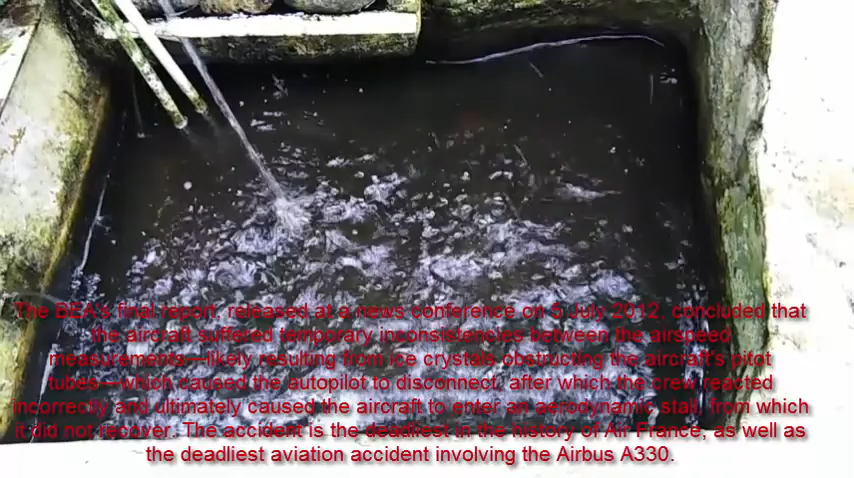 The BEA's final report, released at a news conference on 5 July 2012, concluded that
the aircraft suffered temporary inconsistencies between the airspeed
measurements—likely resulting from ice crystals obstructing the aircraft's pitot
tubes—which caused the autopilot to disconnect, after which the crew reacted
incorrectly and ultimately caused the aircraft to enter an aerodynamic stall, from which
it did not recover. The accident is the deadliest in the history of Air France, as well as
the deadliest aviation accident involving the Airbus A330.